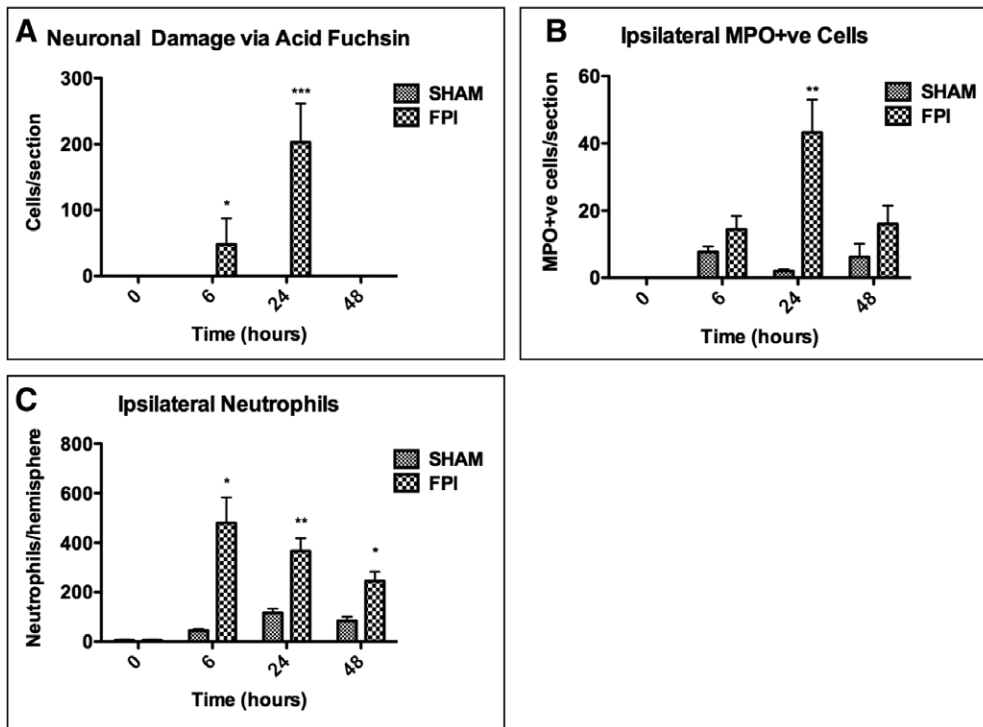 A Neuronal Damage via Acid Fuchsin
300
200
100
0
Cells/section
*
***
SHAM
FPI
0 6 24 48
Time (hours)
B Ipsilateral MPO+ve Cells
60
40
20
0
MPO+ve cells/section
**
SHAM
FPI
0 6 24 48
Time (hours)
C Ipsilateral Neutrophils
800
600
400
200
0
Neutrophils/hemisphere
*
**
*
SHAM
FPI
0 6 24 48
Time (hours)